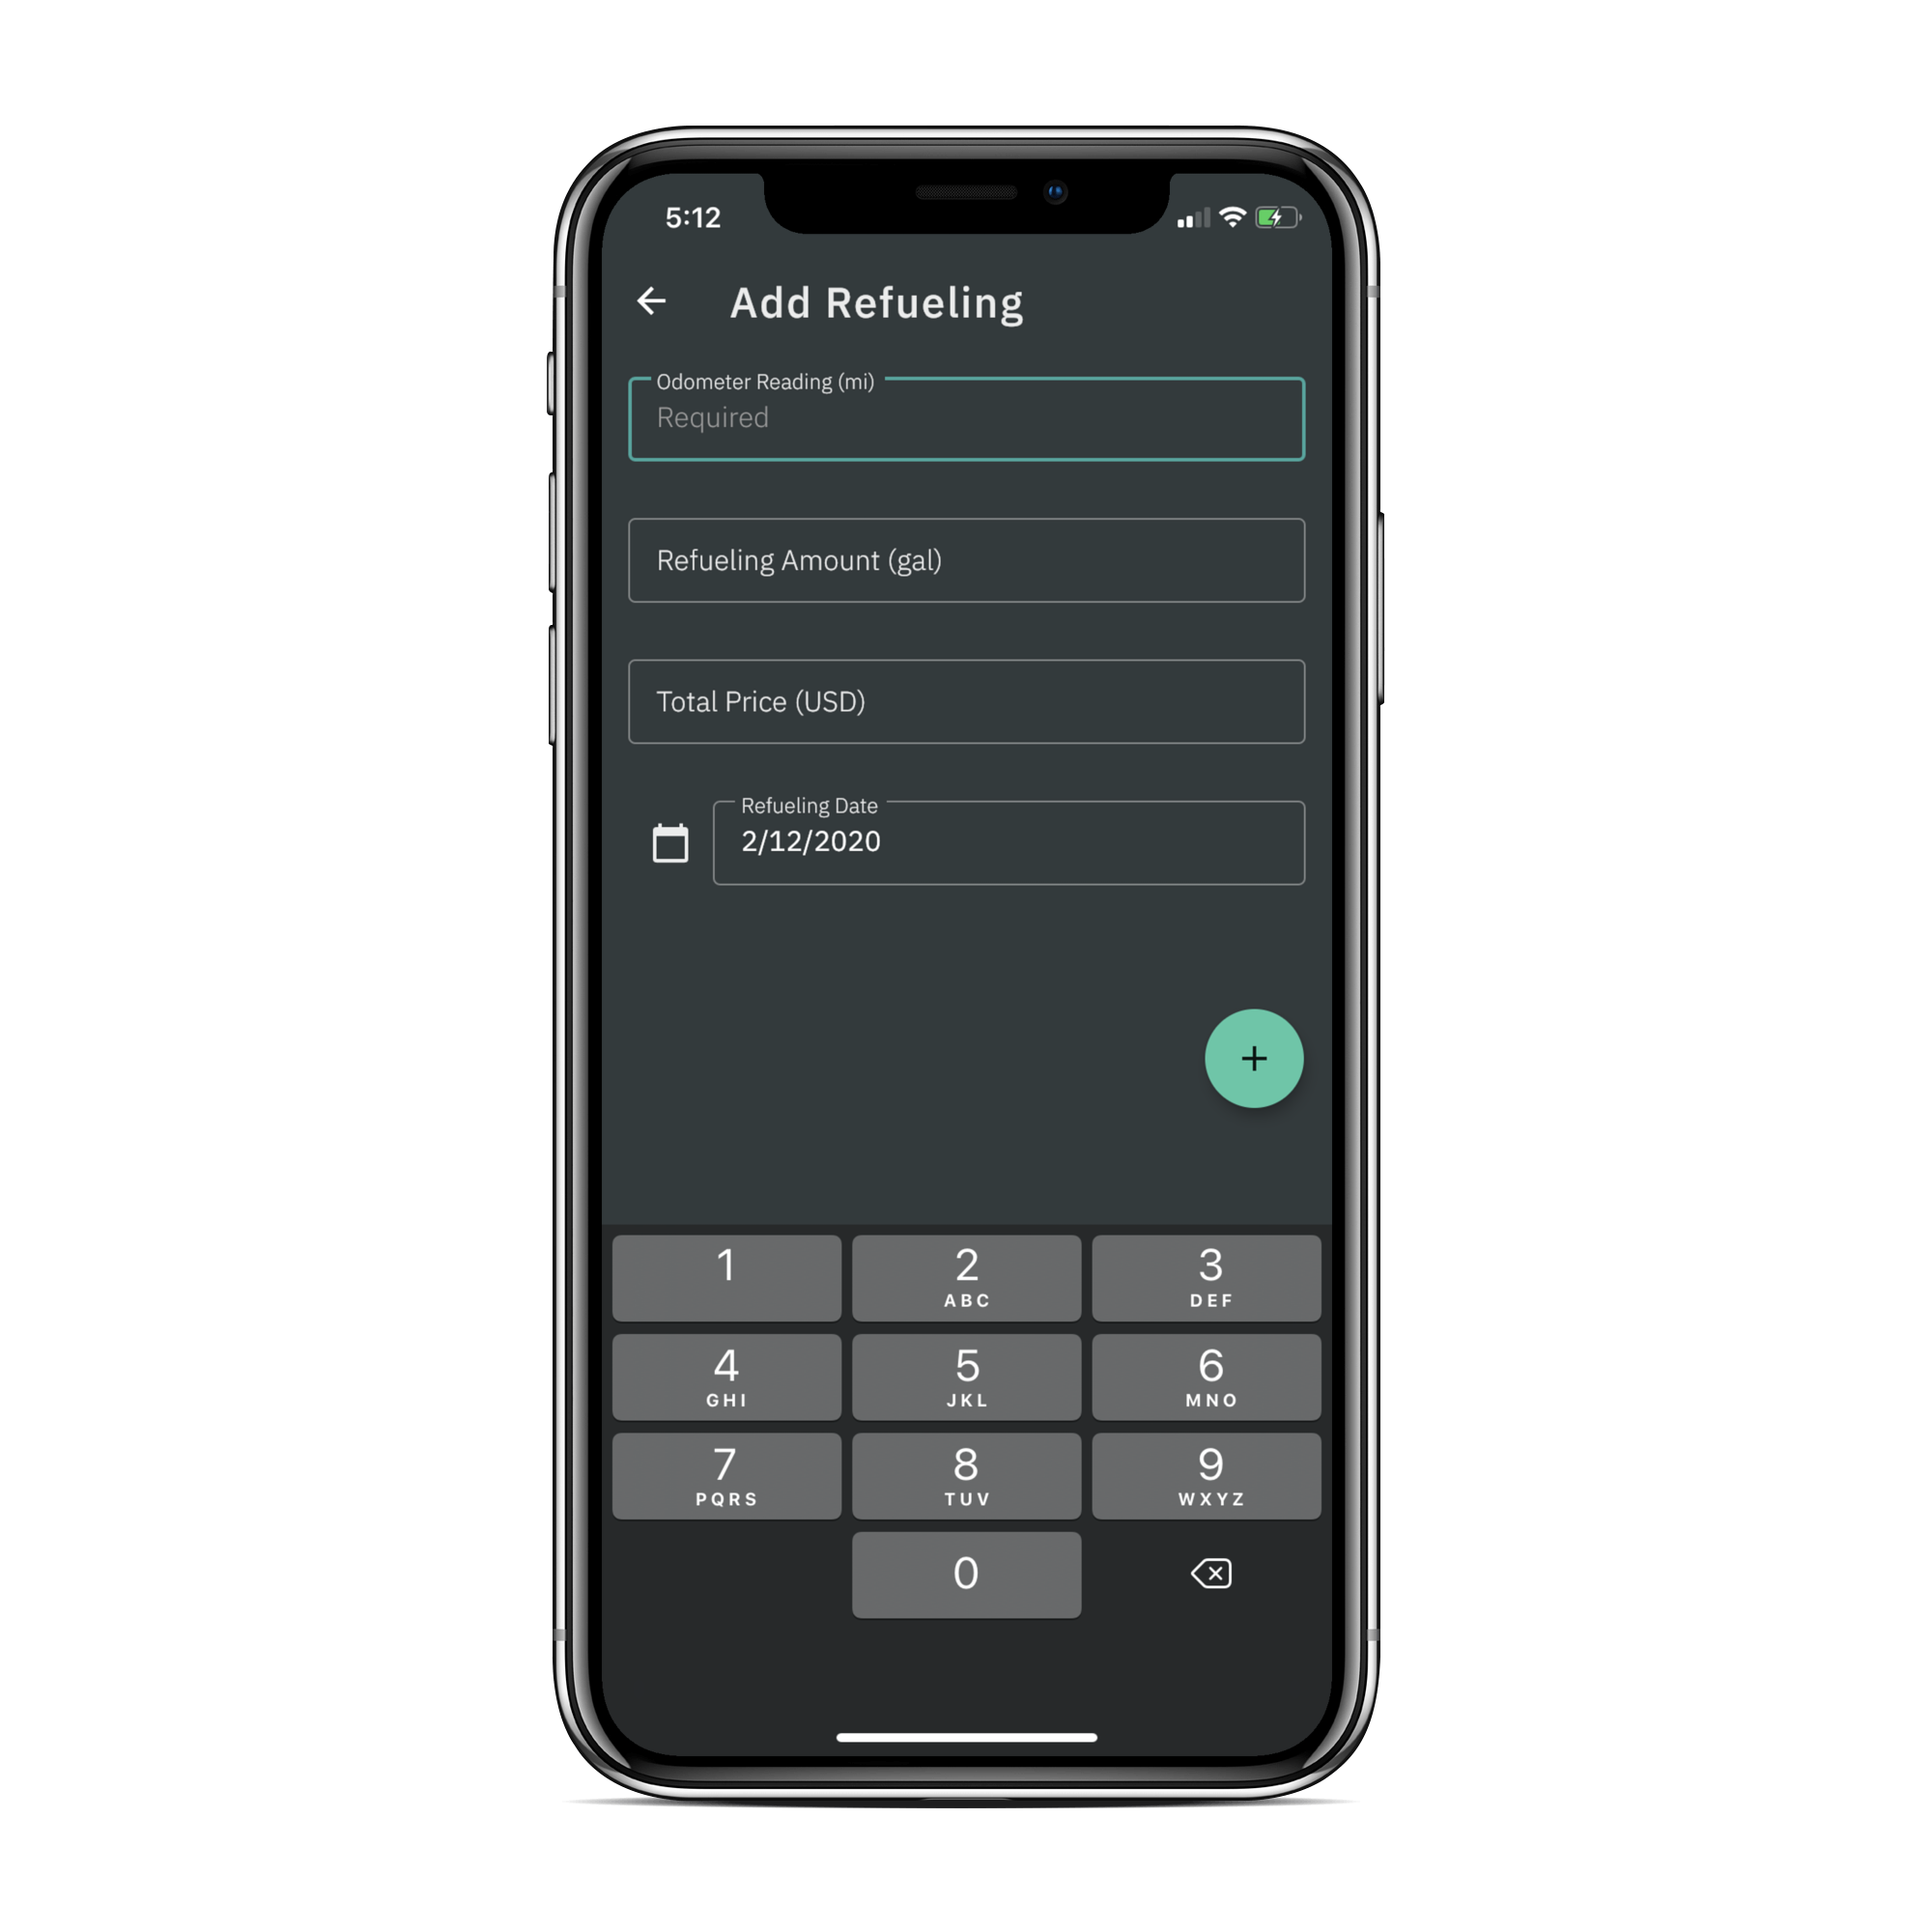 5:12
Add Refueling
Odometer Reading (mi)
Required
Refueling Amount (gal)
Total Price (USD)
Refueling Date
2/12/2020
+
1 2 3
ABC DEF
4 5 6
GHI JKL MNO
7 8 9
PQRS TUV WXYZ
0